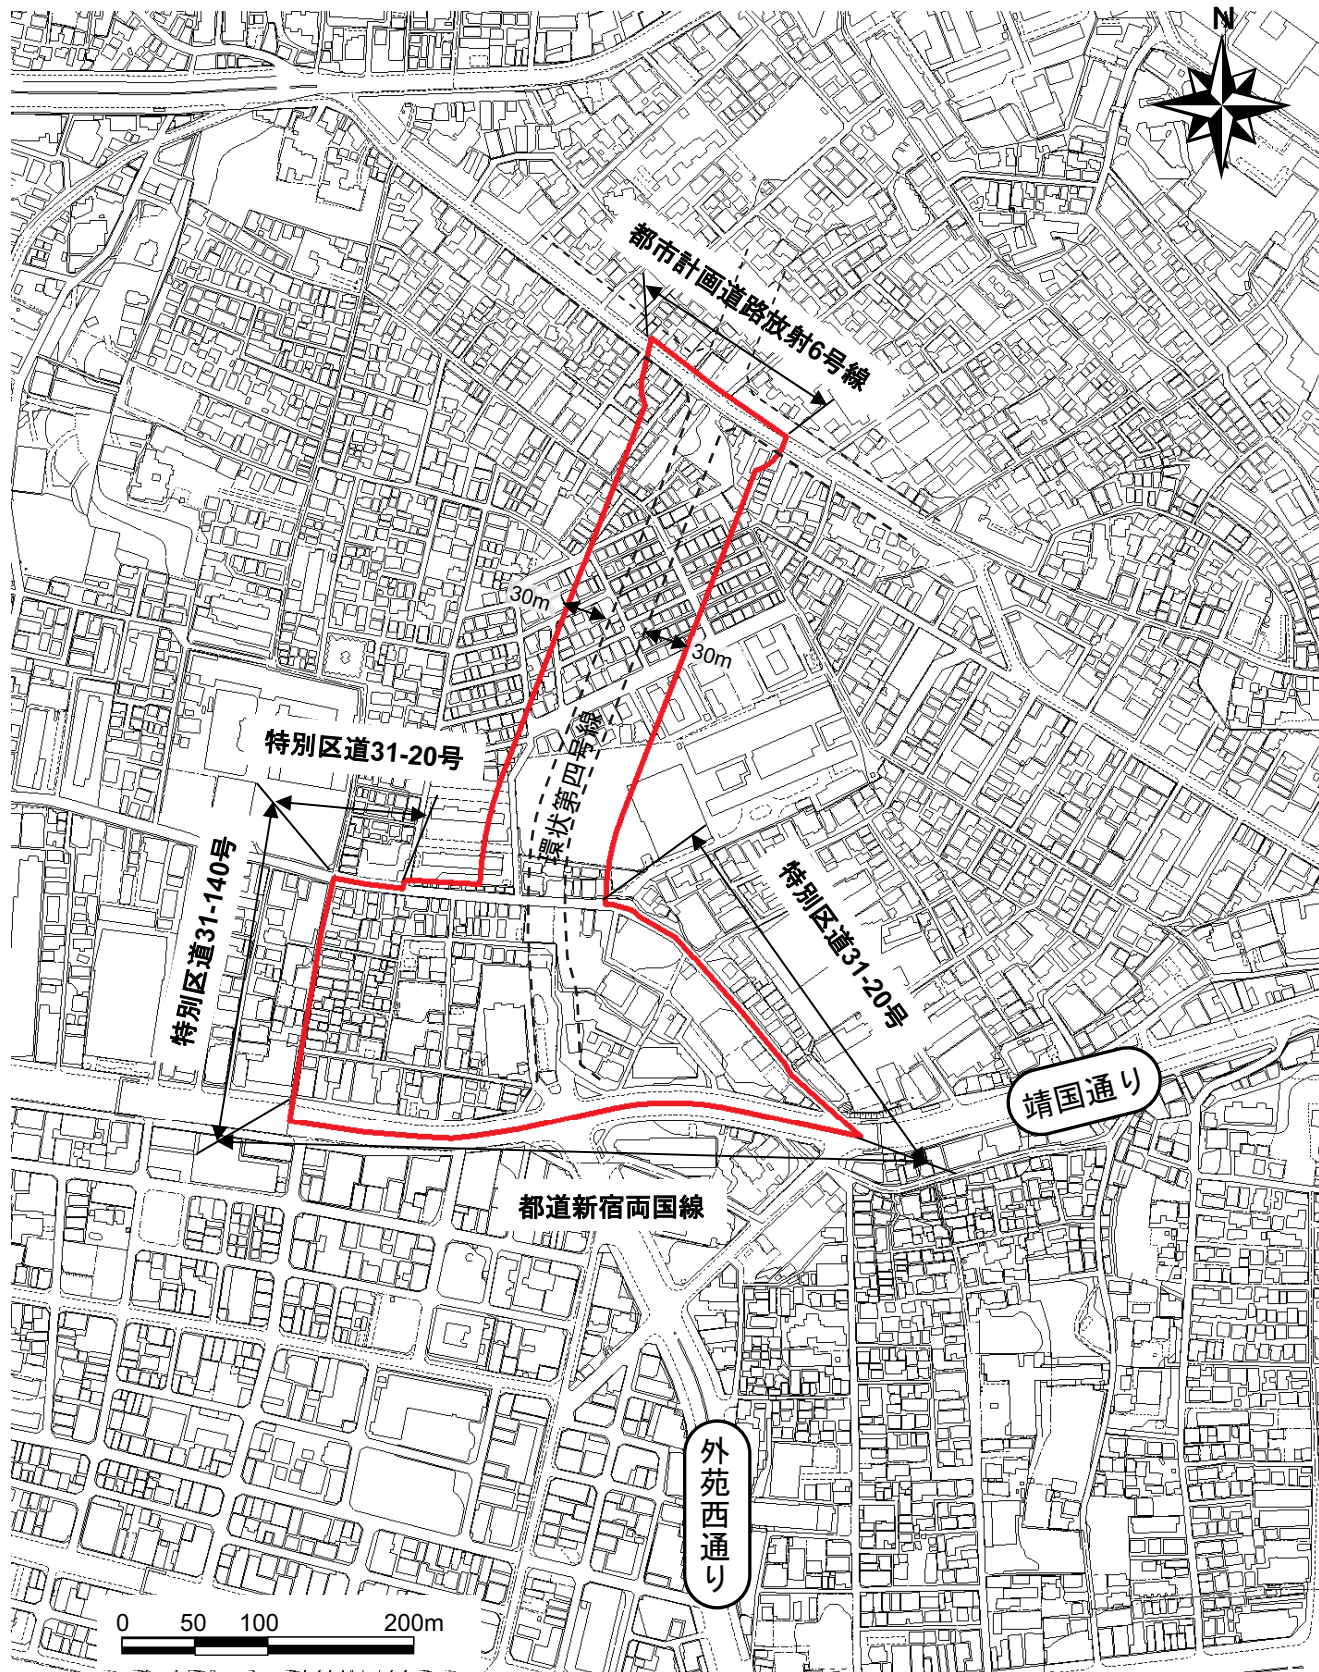 N
都市計画道路放射6号線
30m
30m
環状第四号線
特別区道31-20号
特別区道31-140号
特別区道31-20号
靖国通り
都道新宿両国線
外苑西通り
0 50 100 200m